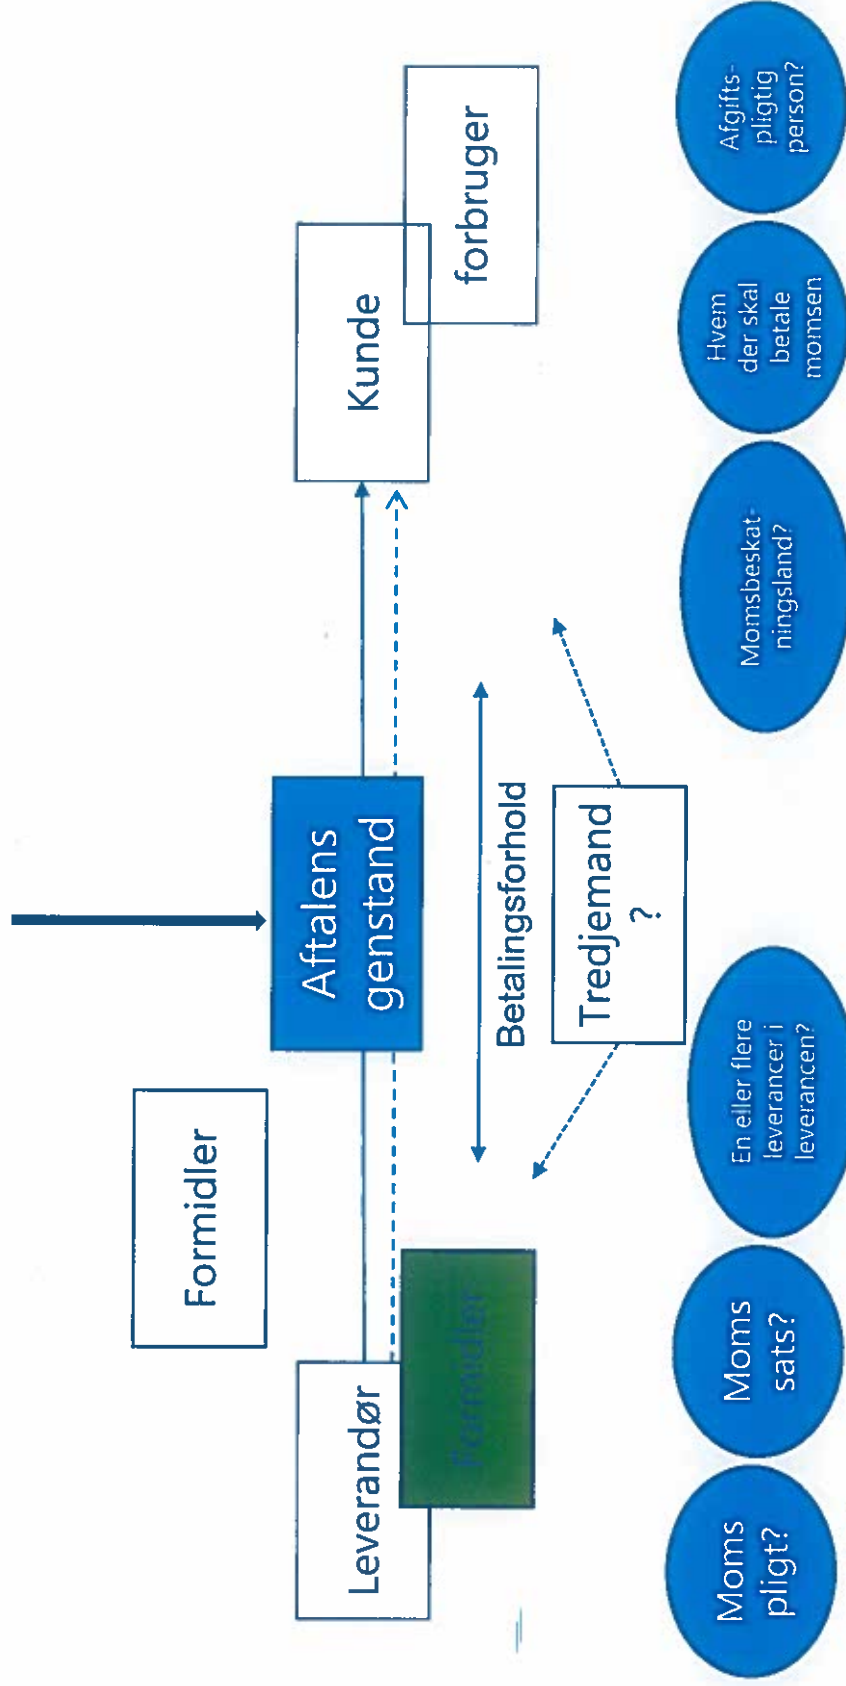 Formidler
Leverandør
Formidler
Aftalens
genstand
Kunde
forbruger
Betalingsforhold
Tredjemand
?
Moms
pligt?
Moms
sats?
En eller flere
leverancer i
leverancen?
Momsbeskat-
ningsland?
Hvem
der skal
betale
momsen
Afgifts-
pligtig
person?